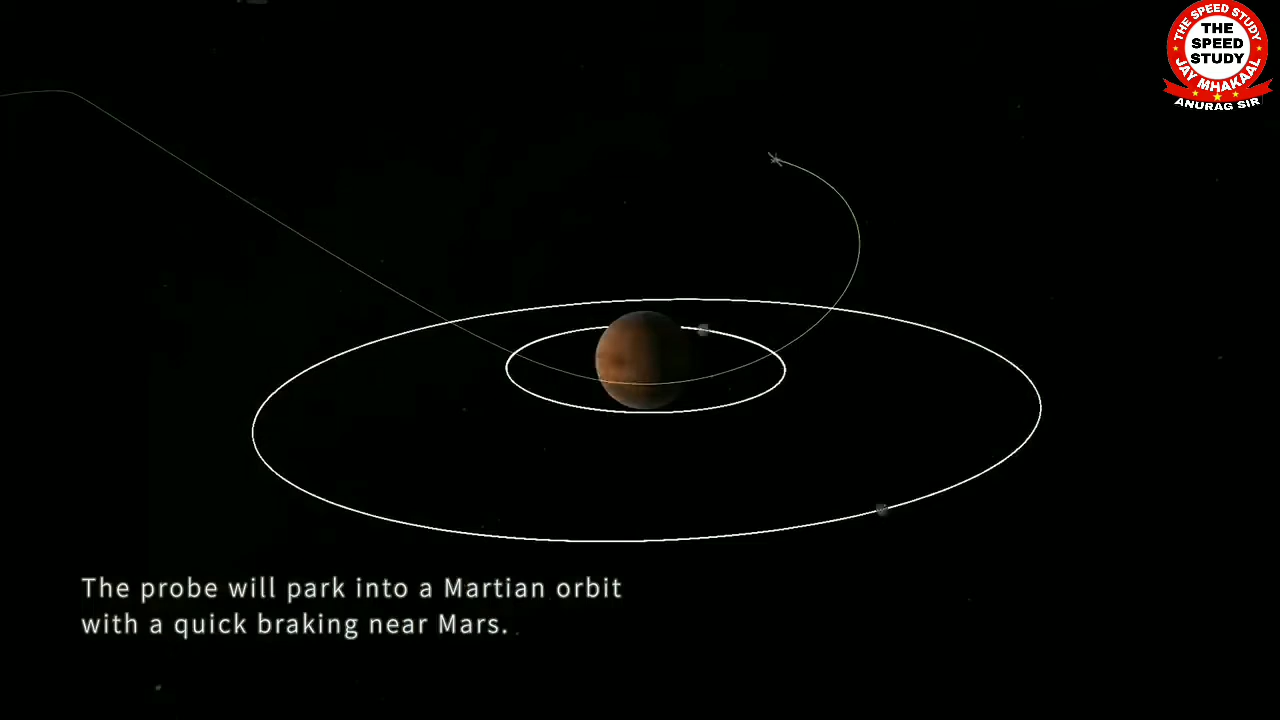 THE SPEED STUDY
THE
SPEED
STUDY
JAY MHAKAAL
ANURAG SIR
The probe will park into a Martian orbit
with a quick braking near Mars.